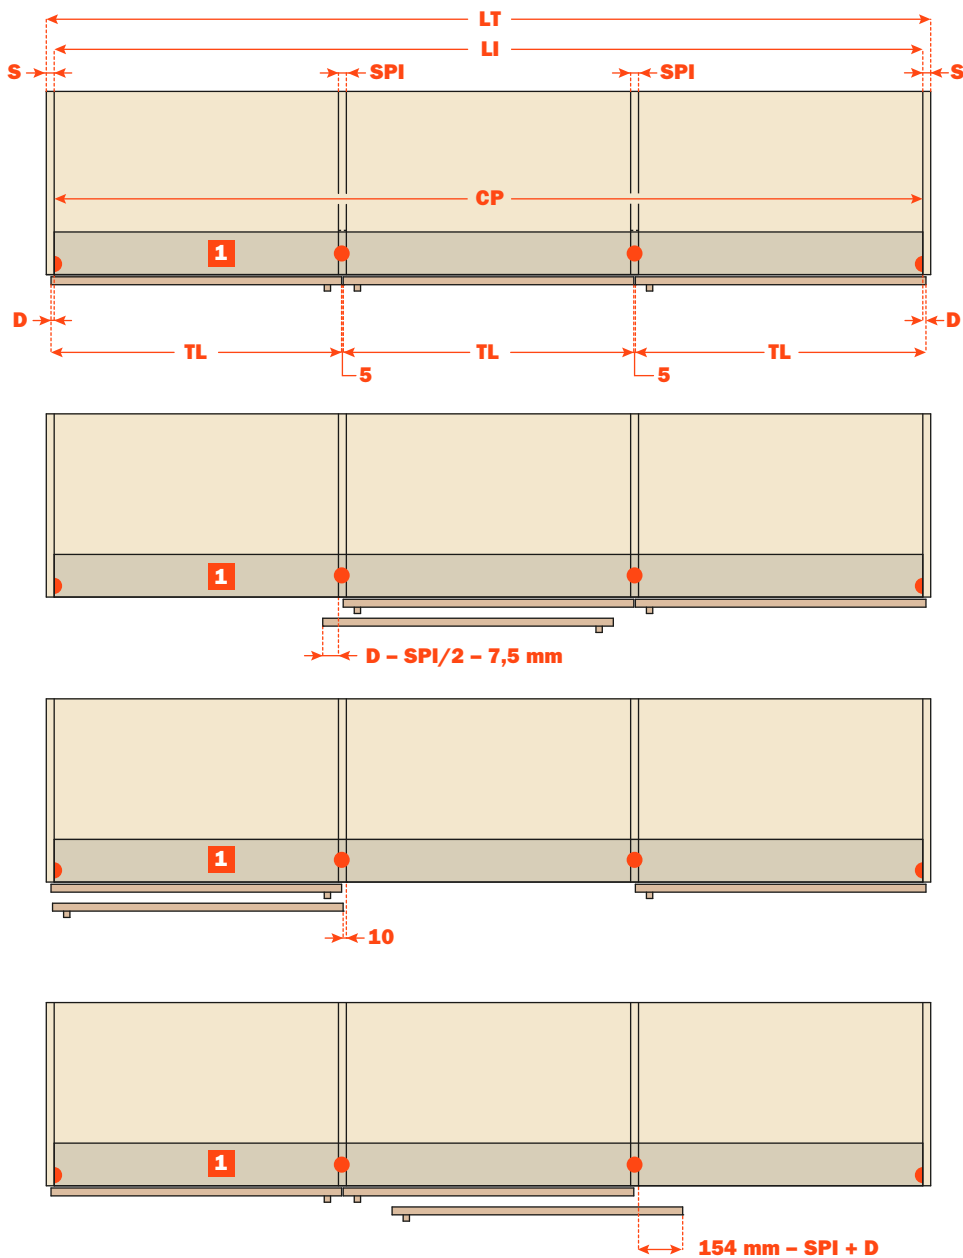 LT
LI
S SPI SPI S
CP
1
D D
TL TL TL
5 5
1
D – SPI/2 – 7,5 mm
1
10
1
154 mm – SPI + D